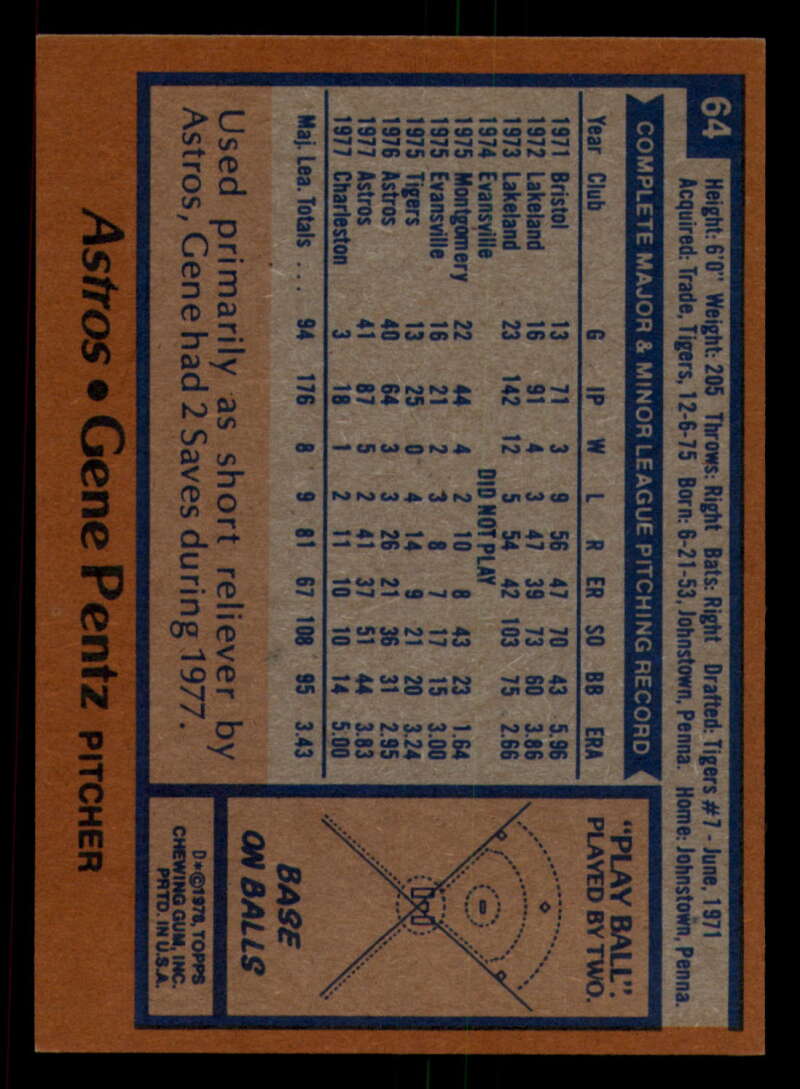 64
Height: 6'0" Weight: 205 Throws: Right Bats: Right Drafted: Tigers #7 - June, 1971
Acquired: Trade, Tigers, 12-6-75 Born: 6-21-53, Johnstown, Penna. Home: Johnstown, Penna.
COMPLETE MAJOR & MINOR LEAGUE PITCHING RECORD
Year Club G IP W L R ER SO BB ERA
1971 Bristol 13 71 3 9 56 47 70 43 5.96
1972 Lakeland 16 91 4 3 47 39 73 60 3.86
1973 Lakeland 23 142 12 5 54 42 103 75 2.66
1974 Evansville DID NOT PLAY
1975 Montgomery 22 44 4 2 10 8 43 23 1.64
1975 Evansville 16 21 2 3 8 7 17 15 3.00
1975 Tigers 13 25 0 4 14 9 21 20 3.24
1976 Astros 40 64 3 3 26 21 36 31 2.95
1977 Astros 41 87 5 2 41 37 51 44 3.83
1977 Charleston 3 18 1 2 11 10 10 14 5.00
Maj. Lea. Totals ... 94 176 8 9 81 67 108 95 3.43
Used primarily as short reliever by
Astros, Gene had 2 Saves during 1977.
"PLAY BALL".
PLAYED BY TWO.
BASE
ON BALLS
D*©1978, TOPPS
CHEWING GUM, INC.
PRTD. IN U.S.A.
Astros • Gene Pentz PITCHER